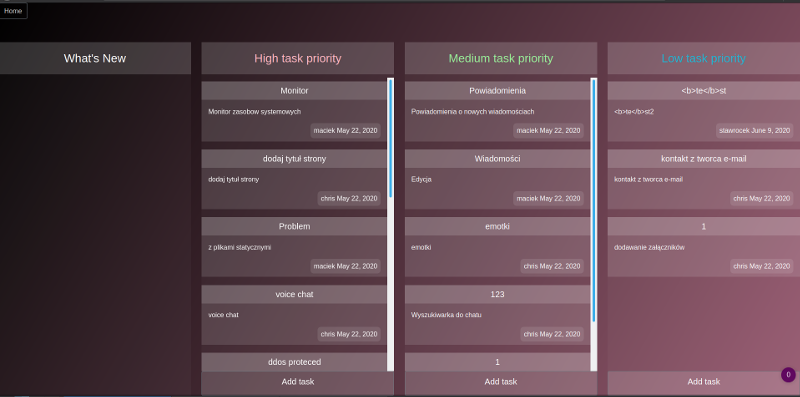 Home
What's New
High task priority
Monitor
Monitor zasobow systemowych
maciek May 22, 2020
dodaj tytuł strony
dodaj tytuł strony
chris May 22, 2020
Problem
z plikami statycznymi
maciek May 22, 2020
voice chat
voice chat
chris May 22, 2020
ddos proteced
Add task
Medium task priority
Powiadomienia
Powiadomienia o nowych wiadomościach
maciek May 22, 2020
Wiadomości
Edycja
maciek May 22, 2020
emotki
emotki
chris May 22, 2020
123
Wyszukiwarka do chatu
chris May 22, 2020
1
Add task
Low task priority
<b>te</b>st
<b>te</b>st2
stawrocek June 9, 2020
kontakt z tworca e-mail
kontakt z tworca e-mail
chris May 22, 2020
1
dodawanie załączników
chris May 22, 2020
Add task
0